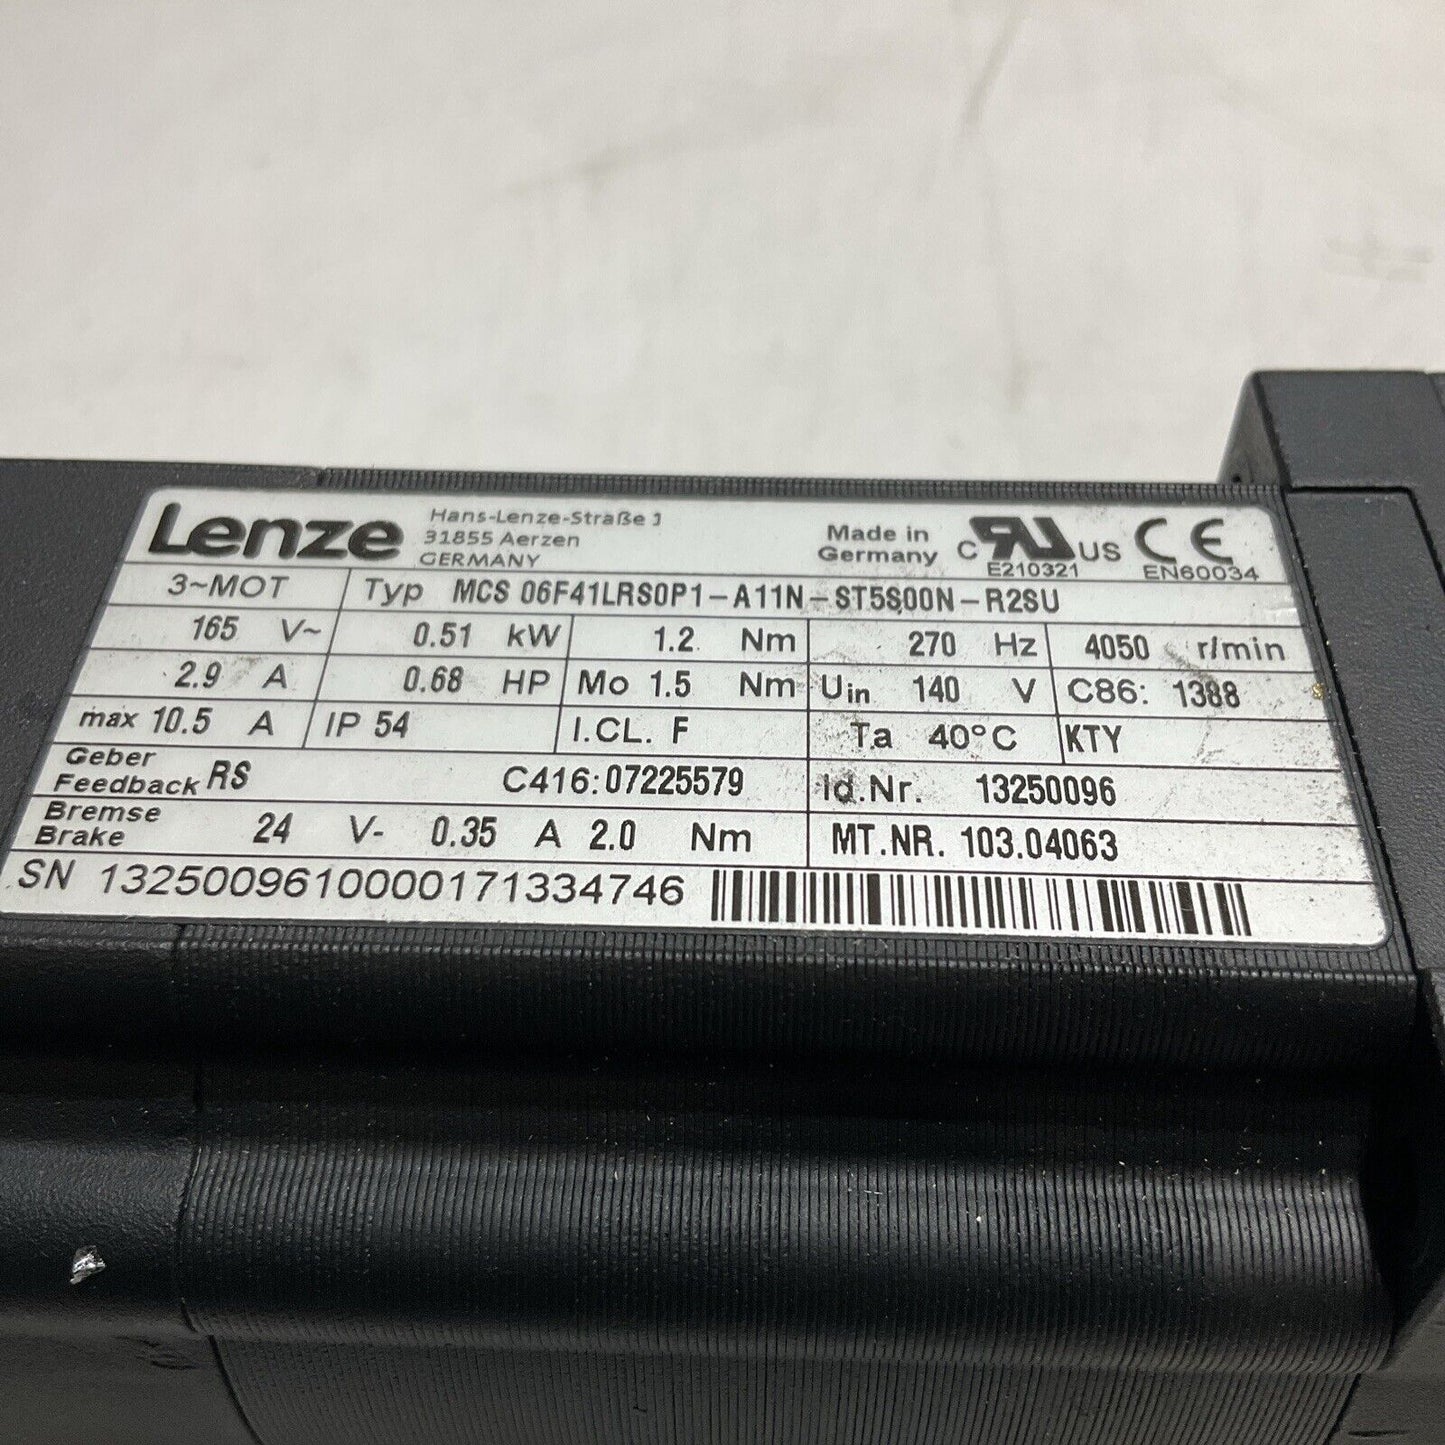 Lenze
Hans-Lenze-Straße 1
31855 Aerzen
GERMANY
Made in
Germany
C RU US
E210321
CE
EN60034
3~MOT Typ MCS 06F41LRS0P1-A11N-ST5S00N-R2SU
165 V~ 0.51 kW 1.2 Nm 270 Hz 4050 r/min
2.9 A 0.68 HP Mo 1.5 Nm Uin 140 V C86: 1388
max 10.5 A IP 54 I.CL. F Ta 40°C KTY
Geber
Feedback RS C416:07225579 Id.Nr. 13250096
Bremse
Brake 24 V- 0.35 A 2.0 Nm MT.NR. 103.04063
SN 1325009610000171334746